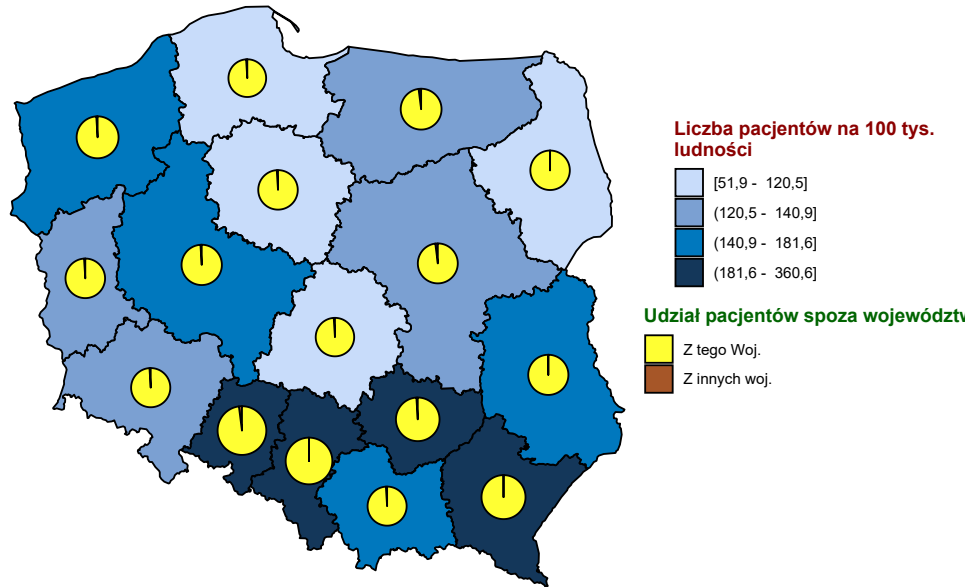 Liczba pacjentów na 100 tys.
ludności
[51,9 - 120,5]
(120,5 - 140,9]
(140,9 - 181,6]
(181,6 - 360,6]
Udział pacjentów spoza województw
Z tego Woj.
Z innych woj.